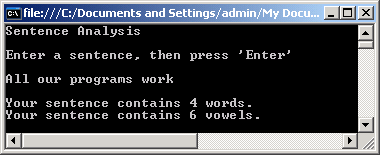 file:///C:/Documents and Settings/admin/My Docu...
Sentence Analysis
Enter a sentence, then press 'Enter'
All our programs work
Your sentence contains 4 words.
Your sentence contains 6 vowels.